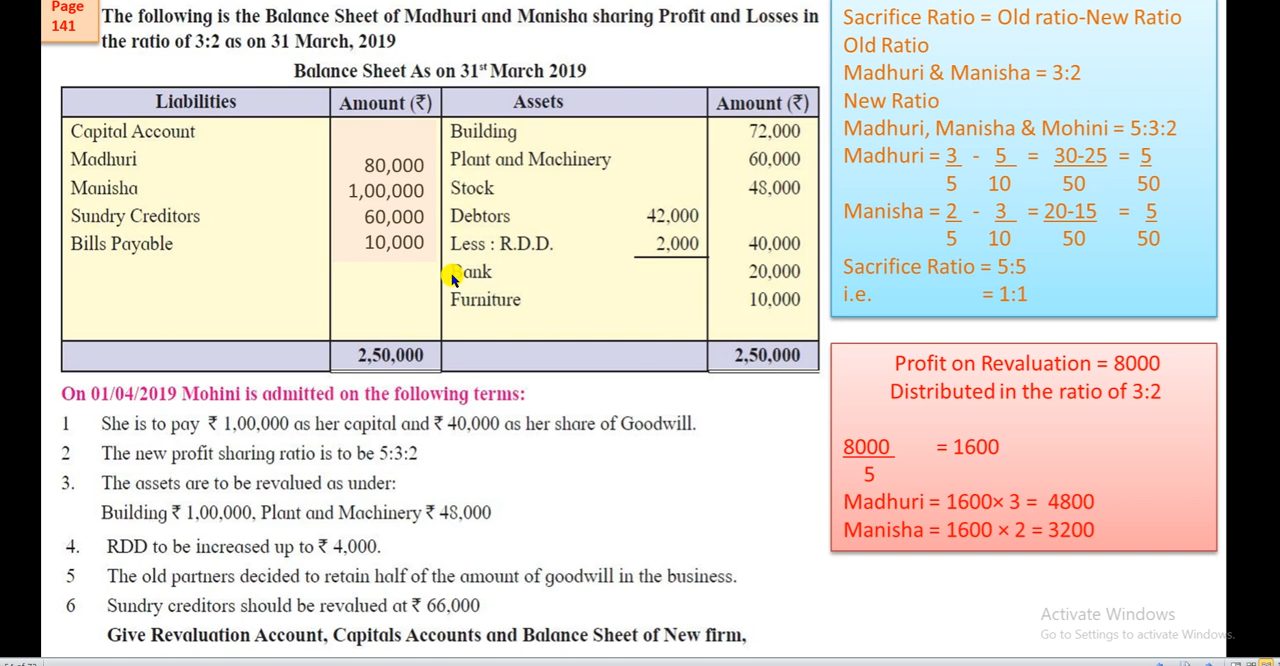 Page
141
The following is the Balance Sheet of Madhuri and Manisha sharing Profit and Losses in
the ratio of 3:2 as on 31 March, 2019
Balance Sheet As on 31st March 2019
Liabilities Amount (₹) Assets Amount (₹)
Capital Account Building 72,000
Madhuri 80,000 Plant and Machinery 60,000
Manisha 1,00,000 Stock 48,000
Sundry Creditors 60,000 Debtors 42,000
Bills Payable 10,000 Less : R.D.D. 2,000 40,000
Bank 20,000
Furniture 10,000
2,50,000 2,50,000
On 01/04/2019 Mohini is admitted on the following terms:
1 She is to pay ₹ 1,00,000 as her capital and ₹ 40,000 as her share of Goodwill.
2 The new profit sharing ratio is to be 5:3:2
3. The assets are to be revalued as under:
Building ₹ 1,00,000, Plant and Machinery ₹ 48,000
4. RDD to be increased up to ₹ 4,000.
5 The old partners decided to retain half of the amount of goodwill in the business.
6 Sundry creditors should be revalued at ₹ 66,000
Give Revaluation Account, Capitals Accounts and Balance Sheet of New firm,
Sacrifice Ratio = Old ratio-New Ratio
Old Ratio
Madhuri & Manisha = 3:2
New Ratio
Madhuri, Manisha & Mohini = 5:3:2
Madhuri = 3 - 5 = 30-25 = 5
5 10 50 50
Manisha = 2 - 3 = 20-15 = 5
5 10 50 50
Sacrifice Ratio = 5:5
i.e. = 1:1
Profit on Revaluation = 8000
Distributed in the ratio of 3:2
8000 = 1600
5
Madhuri = 1600× 3 = 4800
Manisha = 1600 × 2 = 3200
Activate Windows
Go to Settings to activate Windows.